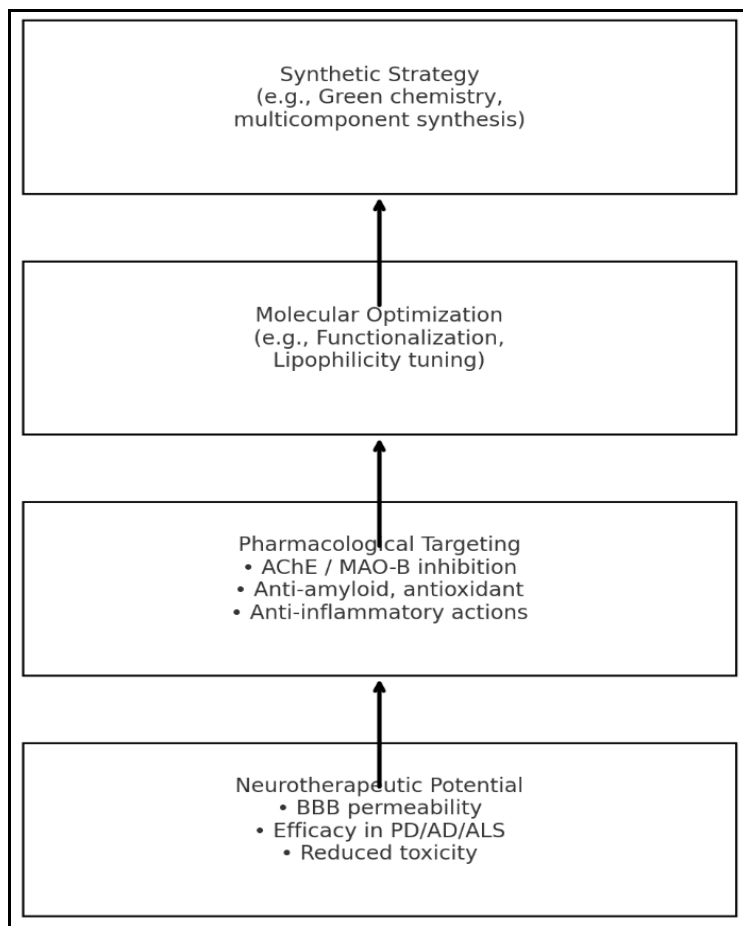 Synthetic Strategy
(e.g., Green chemistry,
multicomponent synthesis)
Molecular Optimization
(e.g., Functionalization,
Lipophilicity tuning)
Pharmacological Targeting
• AChE / MAO-B inhibition
• Anti-amyloid, antioxidant
• Anti-inflammatory actions
Neurotherapeutic Potential
• BBB permeability
• Efficacy in PD/AD/ALS
• Reduced toxicity